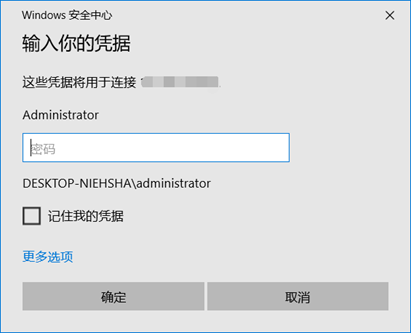 Windows 安全中心
输入你的凭据
这些凭据将用于连接
Administrator
密码
DESKTOP-NIEHSHA\administrator
记住我的凭据
更多选项
确定
取消